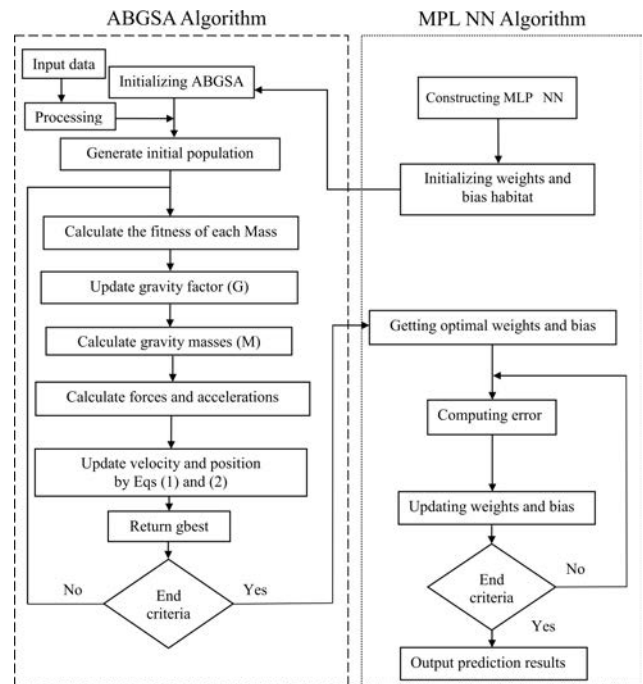 ABGSA Algorithm
Input data
Processing
Initializing ABGSA
Generate initial population
Calculate the fitness of each Mass
Update gravity factor (G)
Calculate gravity masses (M)
Calculate forces and accelerations
Update velocity and position
by Eqs (1) and (2)
Return gbest
No
End
criteria
Yes
MPL NN Algorithm
Constructing MLP NN
Initializing weights and
bias habitat
Getting optimal weights and bias
Computing error
Updating weights and bias
End
criteria
No
Yes
Output prediction results